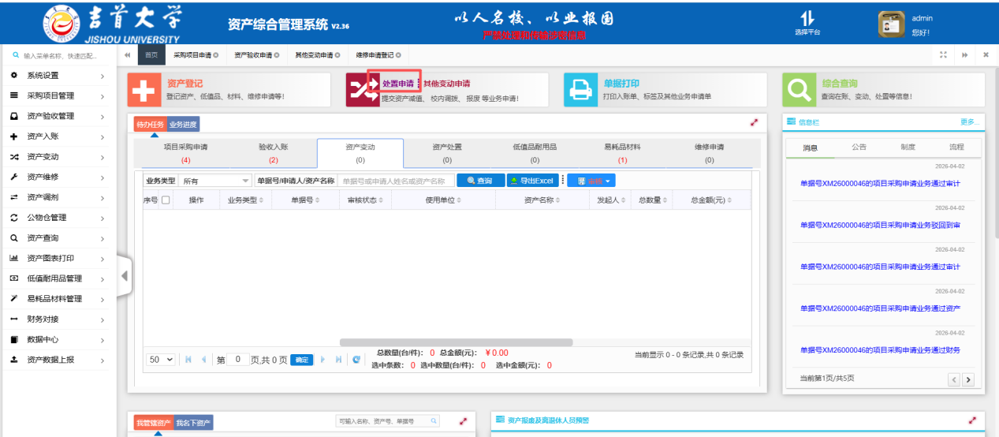 吉首大学
JISHOU UNIVERSITY
资产综合管理系统 V2.36
以人名校、以业报国
严禁处理和传输涉密信息
选择平台
admin
您好!
输入菜单名称，快速匹配...
首页
采购项目申请
资产验收申请
其他变动申请
维修申请登记
系统设置
采购项目管理
资产验收管理
资产入账
资产变动
资产维修
资产调剂
公物仓管理
资产查询
资产图表打印
低值耐用品管理
易耗品材料管理
财务对接
数据中心
资产数据上报
资产登记
登记资产、低值品、材料、维修申请等!
处置申请 其他变动申请
提交资产减值、校内调拨、报废等业务申请!
单据打印
打印入账单、标签及其他业务申请单
综合查询
查询在账、变动、处置等信息!
待办任务 业务进度
项目采购申请 验收入账 资产变动 资产处置 低值品耐用品 易耗品材料 维修申请
(4) (2) (0) (0) (0) (1) (0)
业务类型 所有 单据号/申请人/资产名称 单据号或申请人姓名或资产名称 查询 导出Excel 审核
序号 操作 业务类型 单据号 审核状态 使用单位 资产名称 发起人 总数量 总金额(元)
50 第 0 页,共 0 页 确定
总数量(台/件): 0 总金额(元): ￥0.00
选中条数: 0 选中数量(台/件): 0 选中金额(元): 0
当前显示 0 - 0 条记录,共 0 条记录
信息栏 更多...
消息 公告 制度 流程
2026-04-02
单据号XM26000046的项目采购申请业务通过审计
2026-04-02
单据号XM26000046的项目采购申请业务驳回到审
2026-04-02
单据号XM26000046的项目采购申请业务通过审计
2026-04-02
单据号XM26000046的项目采购申请业务通过资产
2026-04-02
单据号XM26000046的项目采购申请业务通过财务
当前第1页/共5页
我管辖资产 我名下资产
可输入名称、资产号、单据号
资产报废及离退休人员预警